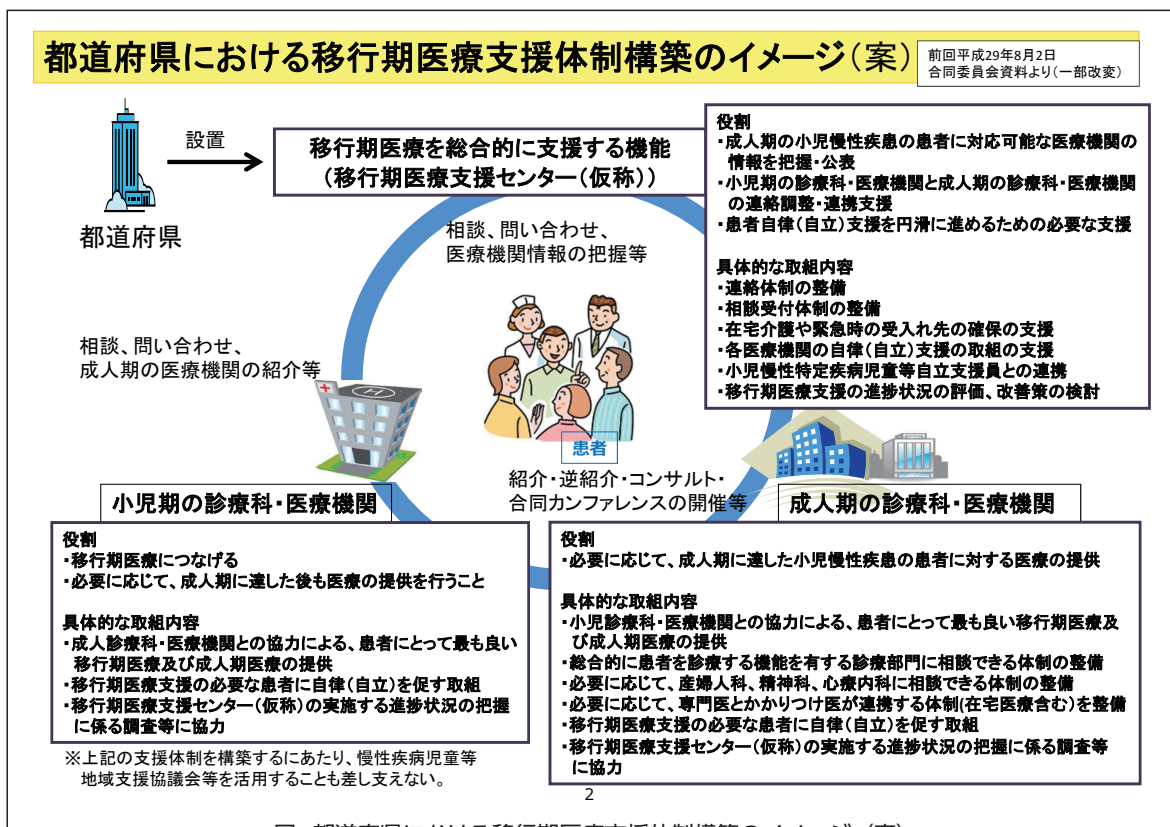 都道府県における移行期医療支援体制構築のイメージ(案)
前回平成29年8月2日
合同委員会資料より(一部改変)
設置
都道府県
移行期医療を総合的に支援する機能
(移行期医療支援センター(仮称))
役割
・成人期の小児慢性疾患の患者に対応可能な医療機関の
情報を把握・公表
・小児期の診療科・医療機関と成人期の診療科・医療機関
の連絡調整・連携支援
・患者自律(自立)支援を円滑に進めるための必要な支援
具体的な取組内容
・連絡体制の整備
・相談受付体制の整備
・在宅介護や緊急時の受入れ先の確保の支援
・各医療機関の自律(自立)支援の取組の支援
・小児慢性特定疾病児童等自立支援員との連携
・移行期医療支援の進捗状況の評価、改善策の検討
相談、問い合わせ、
医療機関情報の把握等
相談、問い合わせ、
成人期の医療機関の紹介等
患者
紹介・逆紹介・コンサルト・
合同カンファレンスの開催等
小児期の診療科・医療機関
役割
・移行期医療につなげる
・必要に応じて、成人期に達した後も医療の提供を行うこと
具体的な取組内容
・成人診療科・医療機関との協力による、患者にとって最も良い
移行期医療及び成人期医療の提供
・移行期医療支援の必要な患者に自律(自立)を促す取組
・移行期医療支援センター(仮称)の実施する進捗状況の把握
に係る調査等に協力
※上記の支援体制を構築するにあたり、慢性疾病児童等
地域支援協議会等を活用することも差し支えない。
成人期の診療科・医療機関
役割
・必要に応じて、成人期に達した小児慢性疾患の患者に対する医療の提供
具体的な取組内容
・小児診療科・医療機関との協力による、患者にとって最も良い移行期医療及
び成人期医療の提供
・総合的に患者を診療する機能を有する診療部門に相談できる体制の整備
・必要に応じて、産婦人科、精神科、心療内科に相談できる体制の整備
・必要に応じて、専門医とかかりつけ医が連携する体制(在宅医療含む)を整備
・移行期医療支援の必要な患者に自律(自立)を促す取組
・移行期医療支援センター(仮称)の実施する進捗状況の把握に係る調査等
に協力
2
都道府県における移行期医療支援体制構築のイメージ(案)